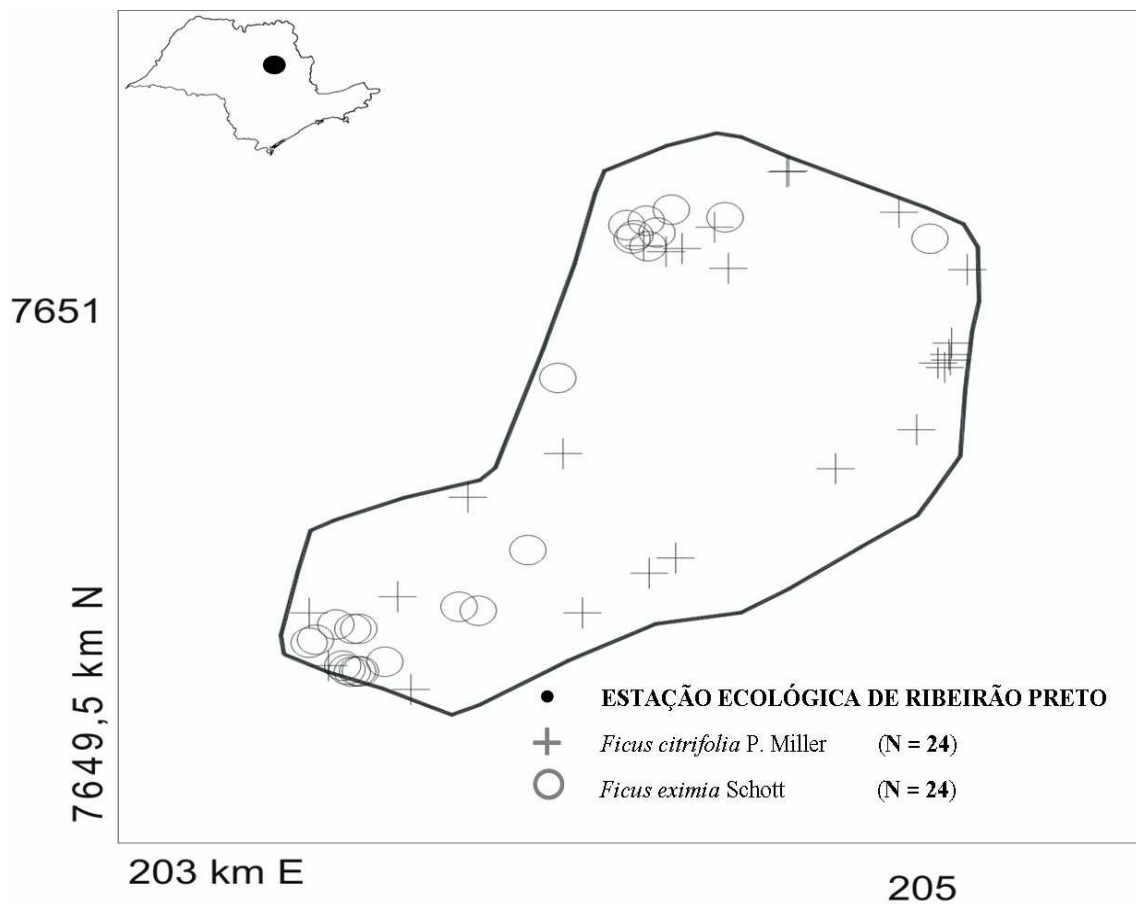 7651
7649,5 km N
ESTAÇÃO ECOLÓGICA DE RIBEIRÃO PRETO
Ficus citrifolia P. Miller (N = 24)
Ficus eximia Schott (N = 24)
203 km E
205